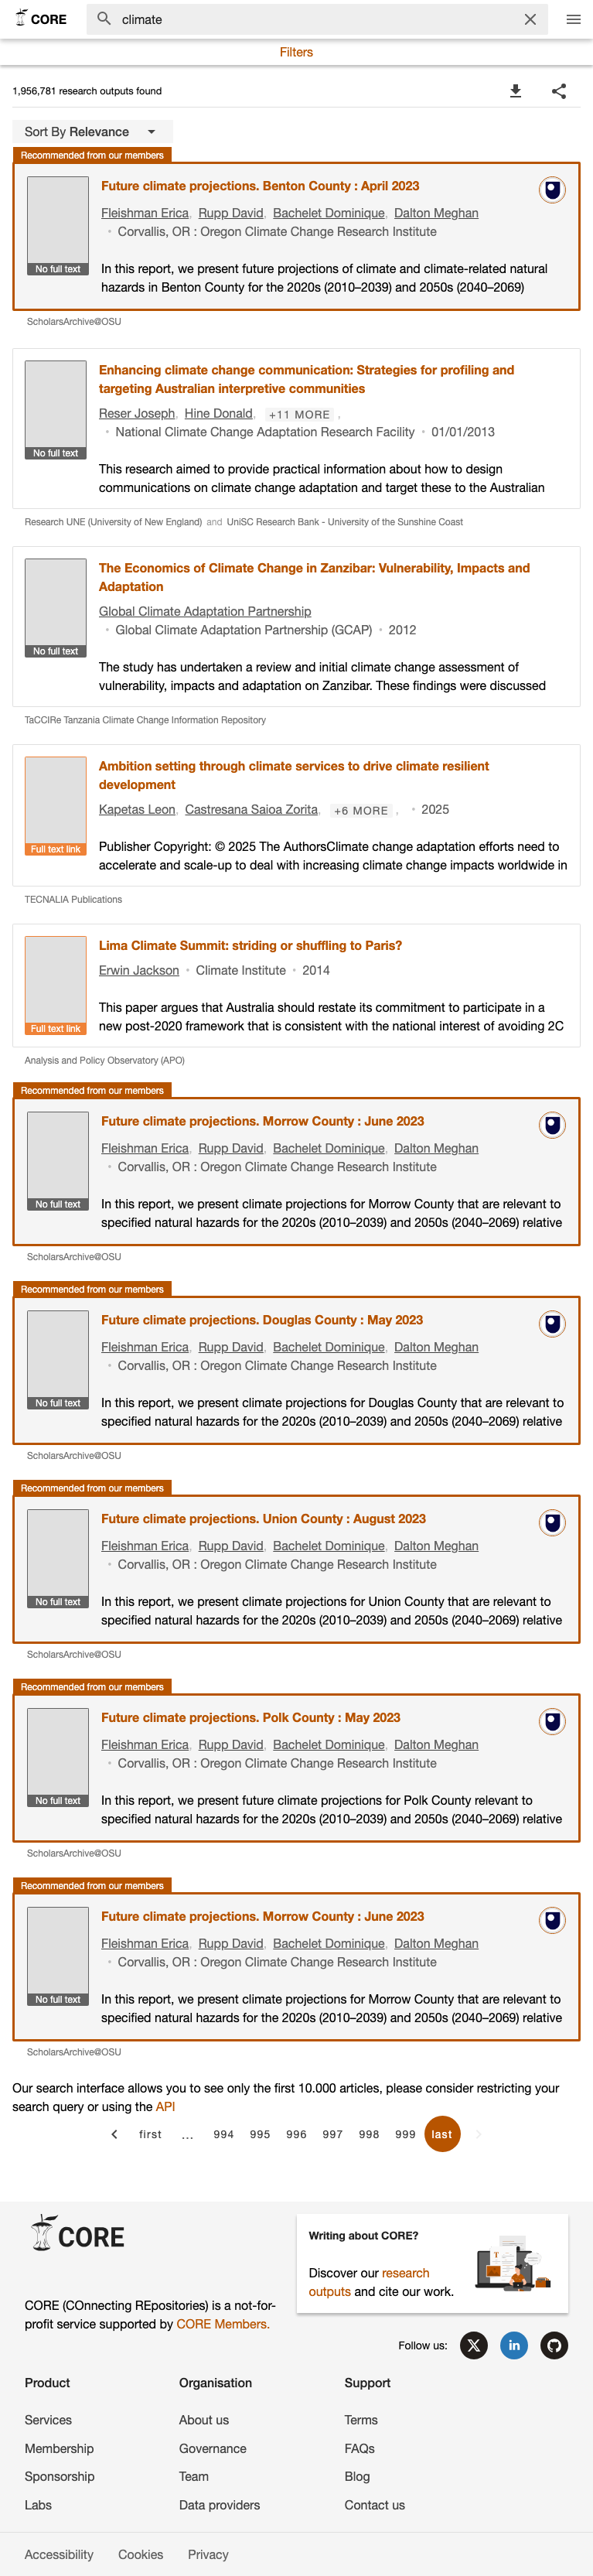 CORE
climate
Filters
1,956,781 research outputs found
Sort By Relevance
Recommended from our members
Future climate projections. Benton County : April 2023
Fleishman Erica, Rupp David, Bachelet Dominique, Dalton Meghan
• Corvallis, OR : Oregon Climate Change Research Institute
No full text
In this report, we present future projections of climate and climate-related natural
hazards in Benton County for the 2020s (2010–2039) and 2050s (2040–2069)
ScholarsArchive@OSU
Enhancing climate change communication: Strategies for profiling and
targeting Australian interpretive communities
Reser Joseph, Hine Donald, +11 MORE ,
• National Climate Change Adaptation Research Facility • 01/01/2013
No full text
This research aimed to provide practical information about how to design
communications on climate change adaptation and target these to the Australian
Research UNE (University of New England) and UniSC Research Bank - University of the Sunshine Coast
The Economics of Climate Change in Zanzibar: Vulnerability, Impacts and
Adaptation
Global Climate Adaptation Partnership
• Global Climate Adaptation Partnership (GCAP) • 2012
No full text
The study has undertaken a review and initial climate change assessment of
vulnerability, impacts and adaptation on Zanzibar. These findings were discussed
TaCCIRe Tanzania Climate Change Information Repository
Ambition setting through climate services to drive climate resilient
development
Kapetas Leon, Castresana Saioa Zorita, +6 MORE , • 2025
Full text link
Publisher Copyright: © 2025 The AuthorsClimate change adaptation efforts need to
accelerate and scale-up to deal with increasing climate change impacts worldwide in
TECNALIA Publications
Lima Climate Summit: striding or shuffling to Paris?
Erwin Jackson • Climate Institute • 2014
Full text link
This paper argues that Australia should restate its commitment to participate in a
new post-2020 framework that is consistent with the national interest of avoiding 2C
Analysis and Policy Observatory (APO)
Recommended from our members
Future climate projections. Morrow County : June 2023
Fleishman Erica, Rupp David, Bachelet Dominique, Dalton Meghan
• Corvallis, OR : Oregon Climate Change Research Institute
No full text
In this report, we present climate projections for Morrow County that are relevant to
specified natural hazards for the 2020s (2010–2039) and 2050s (2040–2069) relative
ScholarsArchive@OSU
Recommended from our members
Future climate projections. Douglas County : May 2023
Fleishman Erica, Rupp David, Bachelet Dominique, Dalton Meghan
• Corvallis, OR : Oregon Climate Change Research Institute
No full text
In this report, we present climate projections for Douglas County that are relevant to
specified natural hazards for the 2020s (2010–2039) and 2050s (2040–2069) relative
ScholarsArchive@OSU
Recommended from our members
Future climate projections. Union County : August 2023
Fleishman Erica, Rupp David, Bachelet Dominique, Dalton Meghan
• Corvallis, OR : Oregon Climate Change Research Institute
No full text
In this report, we present climate projections for Union County that are relevant to
specified natural hazards for the 2020s (2010–2039) and 2050s (2040–2069) relative
ScholarsArchive@OSU
Recommended from our members
Future climate projections. Polk County : May 2023
Fleishman Erica, Rupp David, Bachelet Dominique, Dalton Meghan
• Corvallis, OR : Oregon Climate Change Research Institute
No full text
In this report, we present future climate projections for Polk County relevant to
specified natural hazards for the 2020s (2010–2039) and 2050s (2040–2069) relative
ScholarsArchive@OSU
Recommended from our members
Future climate projections. Morrow County : June 2023
Fleishman Erica, Rupp David, Bachelet Dominique, Dalton Meghan
• Corvallis, OR : Oregon Climate Change Research Institute
No full text
In this report, we present climate projections for Morrow County that are relevant to
specified natural hazards for the 2020s (2010–2039) and 2050s (2040–2069) relative
ScholarsArchive@OSU
Our search interface allows you to see only the first 10.000 articles, please consider restricting your
search query or using the API
first ... 994 995 996 997 998 999 last
CORE
Writing about CORE?
Discover our research
outputs and cite our work.
CORE (COnnecting REpositories) is a not-for-
profit service supported by CORE Members.
Follow us:
Product Organisation Support
Services About us Terms
Membership Governance FAQs
Sponsorship Team Blog
Labs Data providers Contact us
Accessibility Cookies Privacy